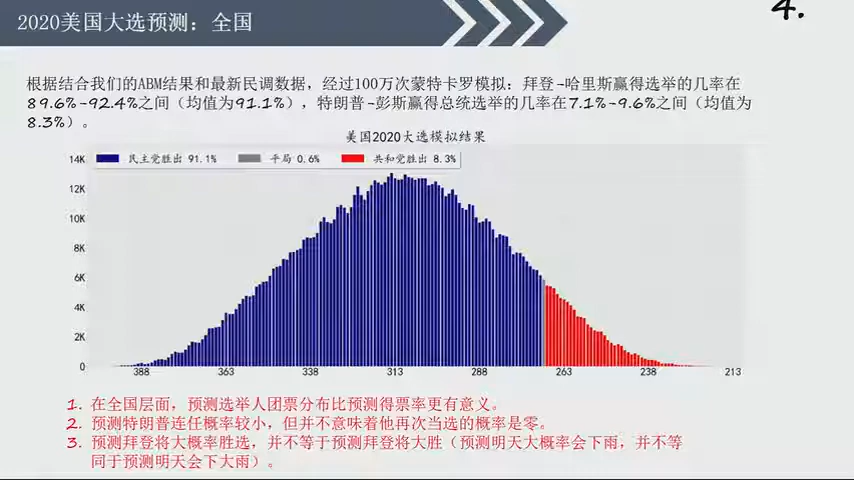 2020美国大选预测：全国
4.
根据结合我们的ABM结果和最新民调数据，经过100万次蒙特卡罗模拟：拜登-哈里斯赢得选举的几率在
89.6%-92.4%之间（均值为91.1%），特朗普-彭斯赢得总统选举的几率在7.1%-9.6%之间（均值为
8.3%）。
美国2020大选模拟结果
民主党胜出 91.1% 平局 0.6% 共和党胜出 8.3%
14K
12K
10K
8K
6K
4K
2K
0
388 363 338 313 288 263 238 213
1. 在全国层面，预测选举人团票分布比预测得票率更有意义。
2. 预测特朗普连任概率较小，但并不意味着他再次当选的概率是零。
3. 预测拜登将大概率胜选，并不等于预测拜登将大胜（预测明天大概率会下雨，并不等
同于预测明天会下大雨）。